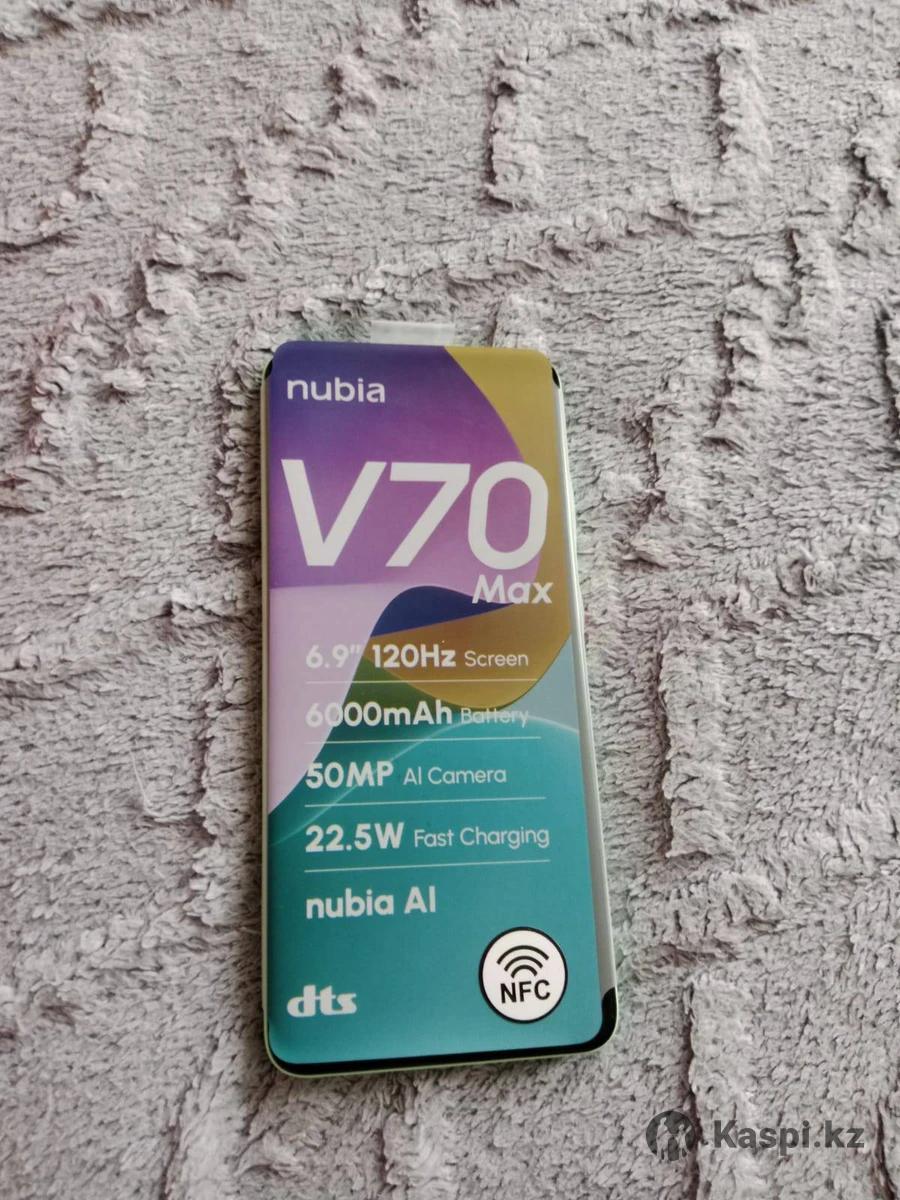 nubia
V70
Max
6.9" 120Hz Screen
6000mAh Battery
50MP AI Camera
22.5W Fast Charging
nubia AI
dts
NFC
Kaspi.kz